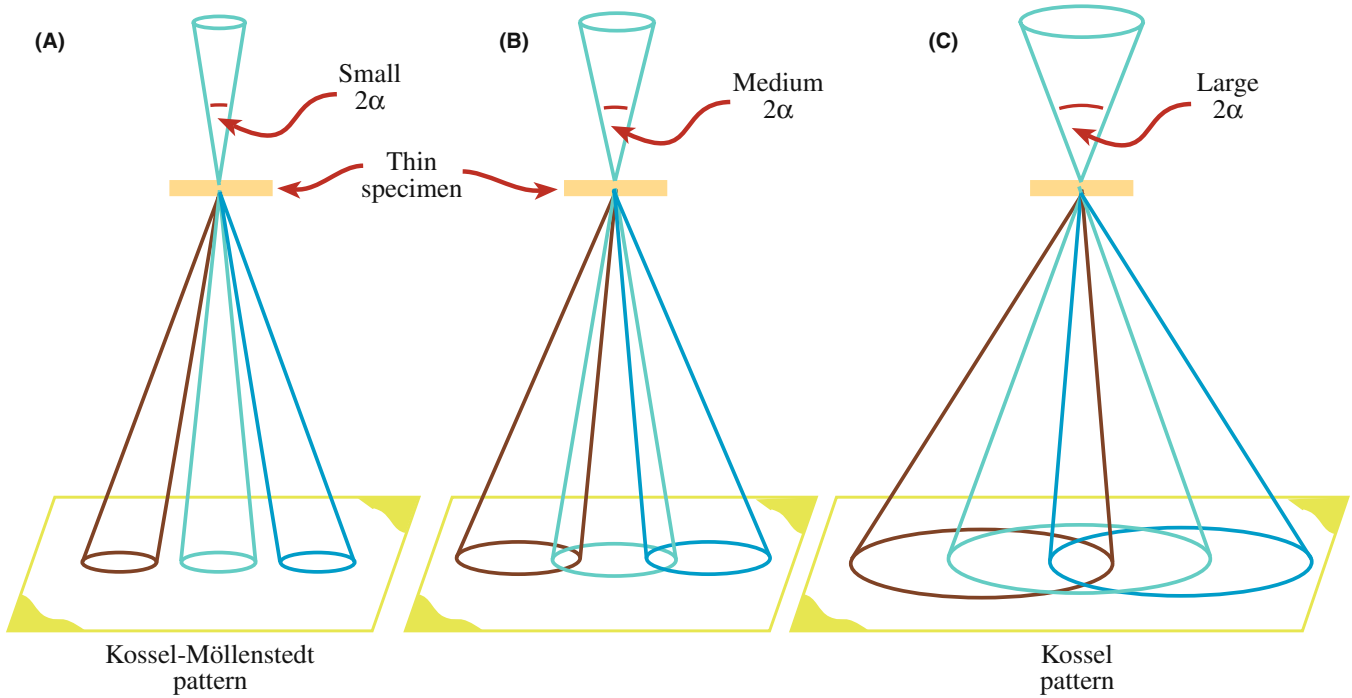 (A)
Small
2α
(B)
Medium
2α
(C)
Large
2α
Thin
specimen
Kossel-Möllenstedt
pattern
Kossel
pattern